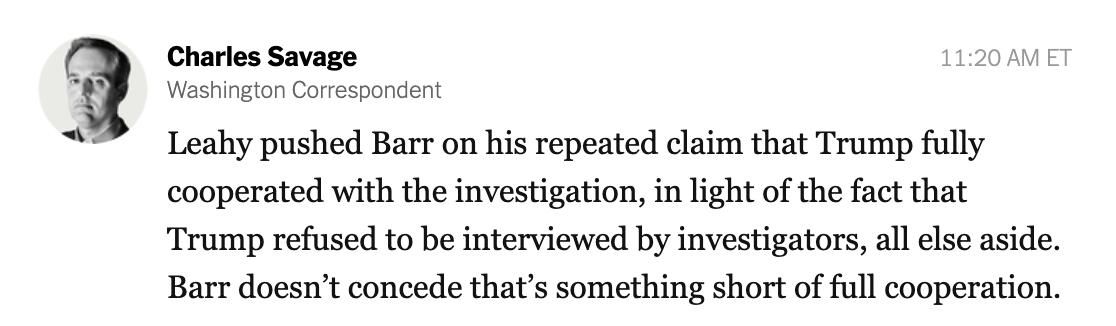 Charles Savage
11:20 AM ET
Washington Correspondent
Leahy pushed Barr on his repeated claim that Trump fully
cooperated with the investigation, in light of the fact that
Trump refused to be interviewed by investigators, all else aside.
Barr doesn’t concede that’s something short of full cooperation.